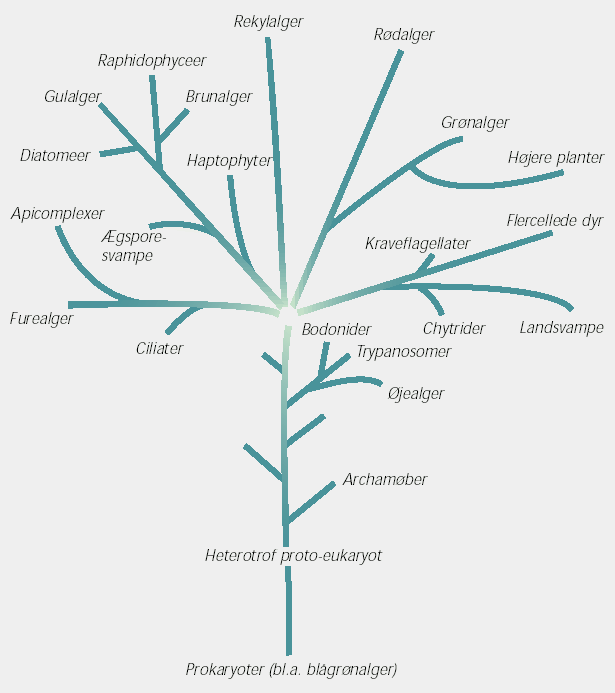 Rekylalger
Rødalger
Raphidophyceer
Gulalger
Brunalger
Grønalger
Diatomeer
Haptophyter
Højere planter
Apicomplexer
Flercellede dyr
Ægspore-
svampe
Kraveflagellater
Furealger
Bodonider
Chytrider
Landsvampe
Ciliater
Trypanosomer
Øjealger
Archamøber
Heterotrof proto-eukaryot
Prokaryoter (bl.a. blågrønalger)